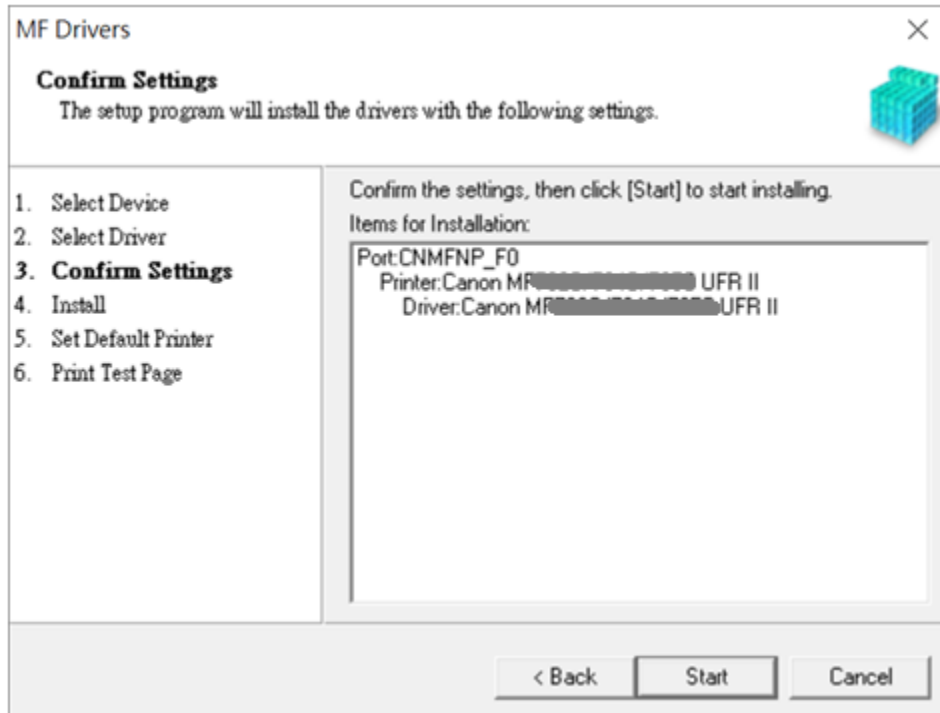 MF Drivers
Confirm Settings
The setup program will install the drivers with the following settings.
1. Select Device
2. Select Driver
3. Confirm Settings
4. Install
5. Set Default Printer
6. Print Test Page
Confirm the settings, then click [Start] to start installing.
Items for Installation:
Port:CNMFNP_F0
Printer:Canon UFR II
Driver:Canon UFR II
< Back
Start
Cancel